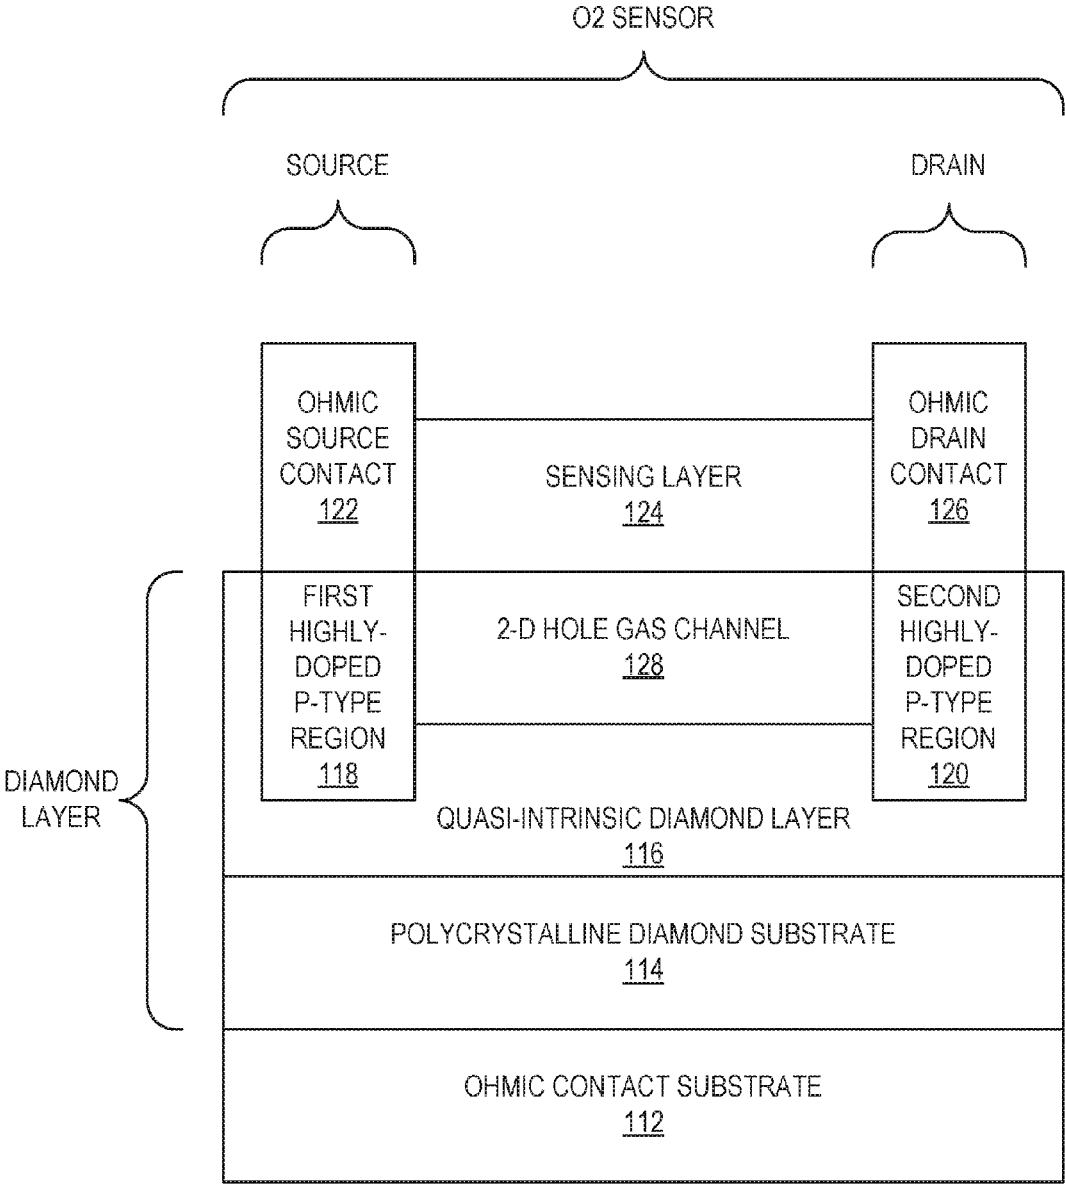 O2 SENSOR
SOURCE
DRAIN
OHMIC
SOURCE
CONTACT
122
SENSING LAYER
124
OHMIC
DRAIN
CONTACT
126
FIRST
HIGHLY-
DOPED
P-TYPE
REGION
118
2-D HOLE GAS CHANNEL
128
SECOND
HIGHLY-
DOPED
P-TYPE
REGION
120
DIAMOND
LAYER
QUASI-INTRINSIC DIAMOND LAYER
116
POLYCRYSTALLINE DIAMOND SUBSTRATE
114
OHMIC CONTACT SUBSTRATE
112